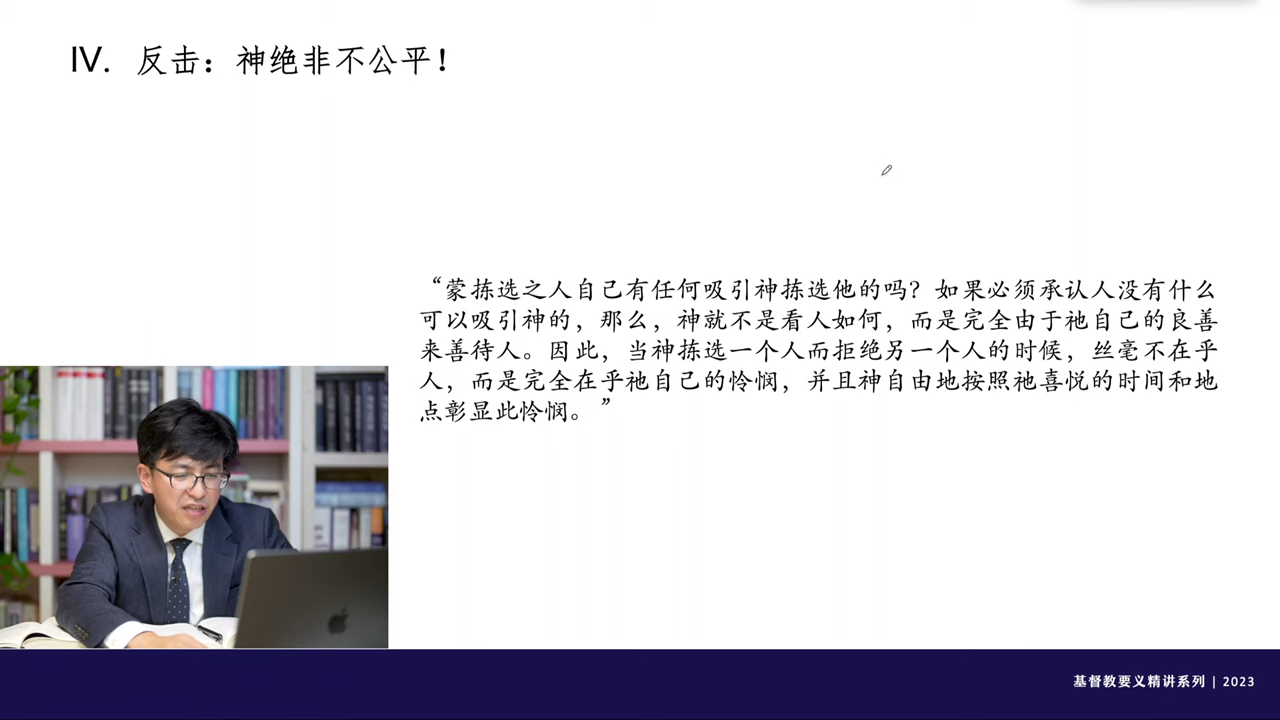 IV. 反击：神绝非不公平！
“蒙拣选之人自己有任何吸引神拣选他的吗？如果必须承认人没有什么
可以吸引神的，那么，神就不是看人如何，而是完全由于祂自己的良善
来善待人。因此，当神拣选一个人而拒绝另一个人的时候，丝毫不在乎
人，而是完全在乎祂自己的怜悯，并且神自由地按照祂喜悦的时间和地
点彰显此怜悯。”
基督教要义精讲系列 | 2023